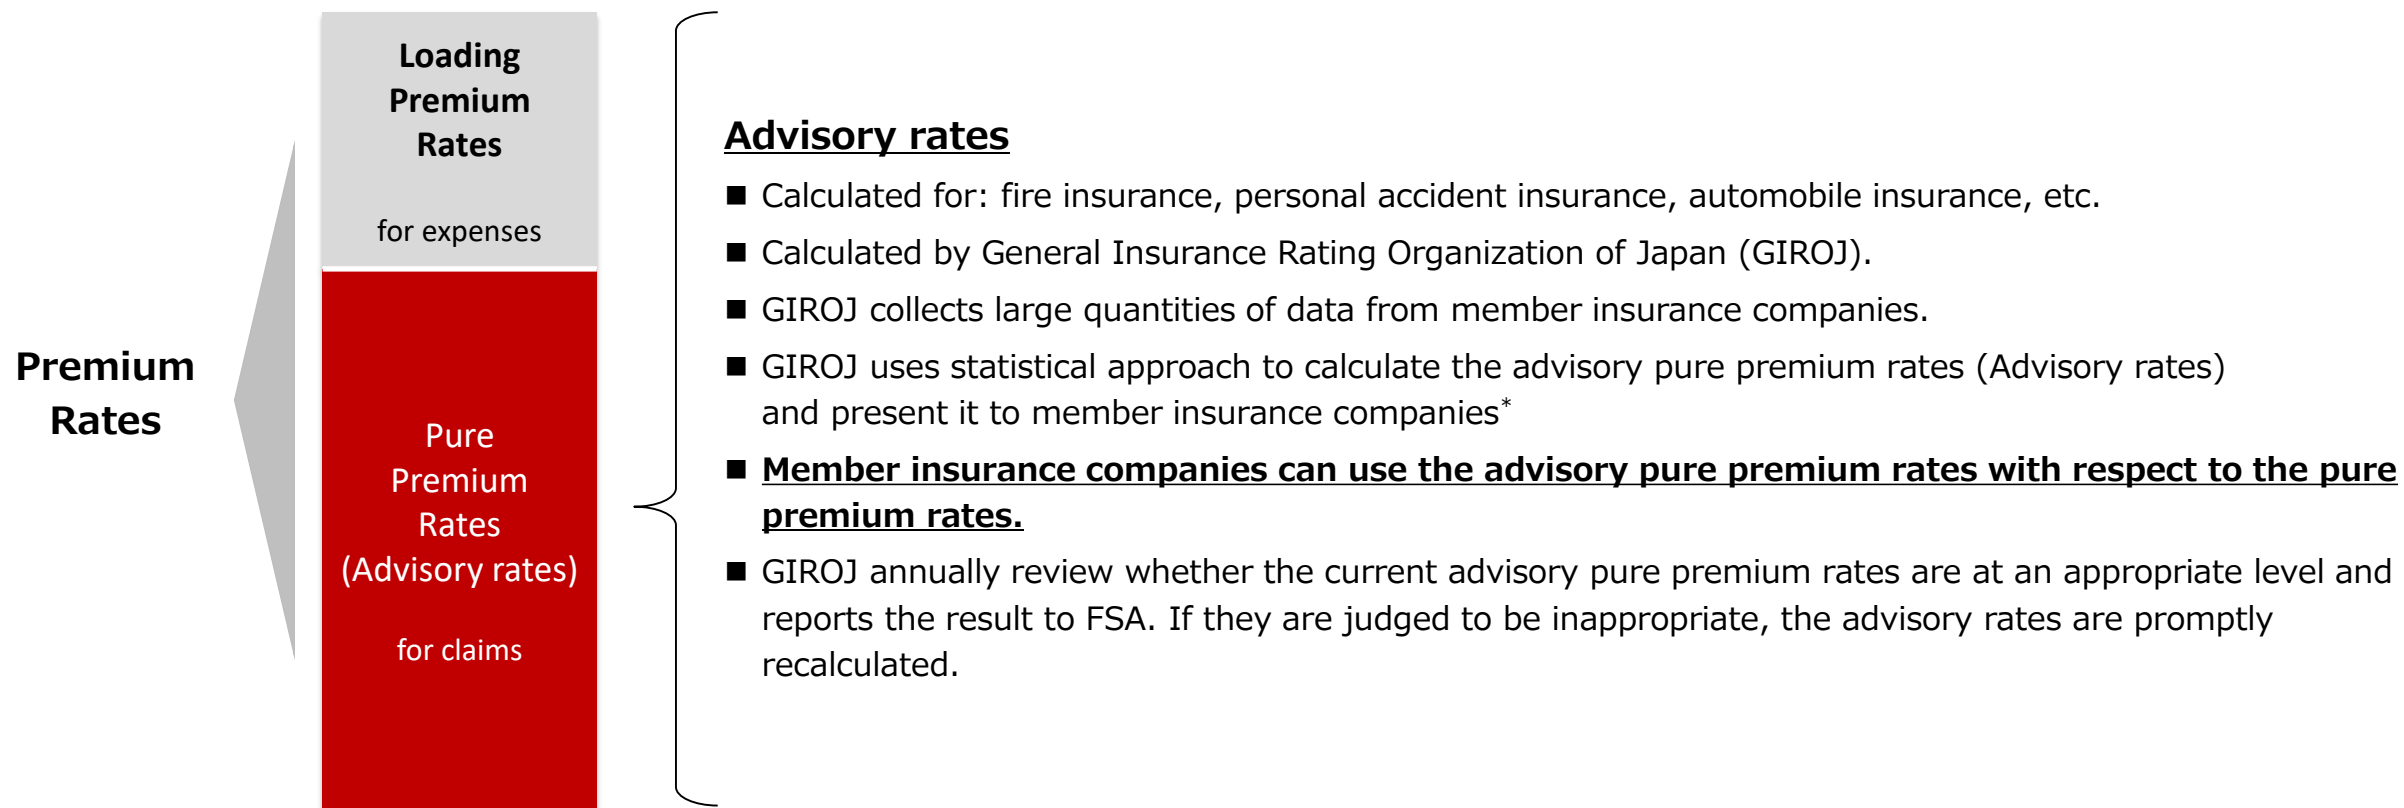 Premium
Rates
Loading
Premium
Rates
for expenses
Pure
Premium
Rates
(Advisory rates)
for claims
Advisory rates
■ Calculated for: fire insurance, personal accident insurance, automobile insurance, etc.
■ Calculated by General Insurance Rating Organization of Japan (GIROJ).
■ GIROJ collects large quantities of data from member insurance companies.
■ GIROJ uses statistical approach to calculate the advisory pure premium rates (Advisory rates)
and present it to member insurance companies*
■ Member insurance companies can use the advisory pure premium rates with respect to the pure
premium rates.
■ GIROJ annually review whether the current advisory pure premium rates are at an appropriate level and
reports the result to FSA. If they are judged to be inappropriate, the advisory rates are promptly
recalculated.